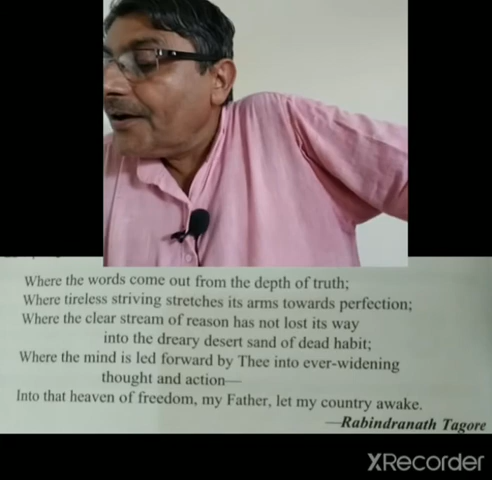 Where the words come out from the depth of truth;
Where tireless striving stretches its arms towards perfection;
Where the clear stream of reason has not lost its way
into the dreary desert sand of dead habit;
Where the mind is led forward by Thee into ever-widening
thought and action—
Into that heaven of freedom, my Father, let my country awake.
—Rabindranath Tagore
XRecorder